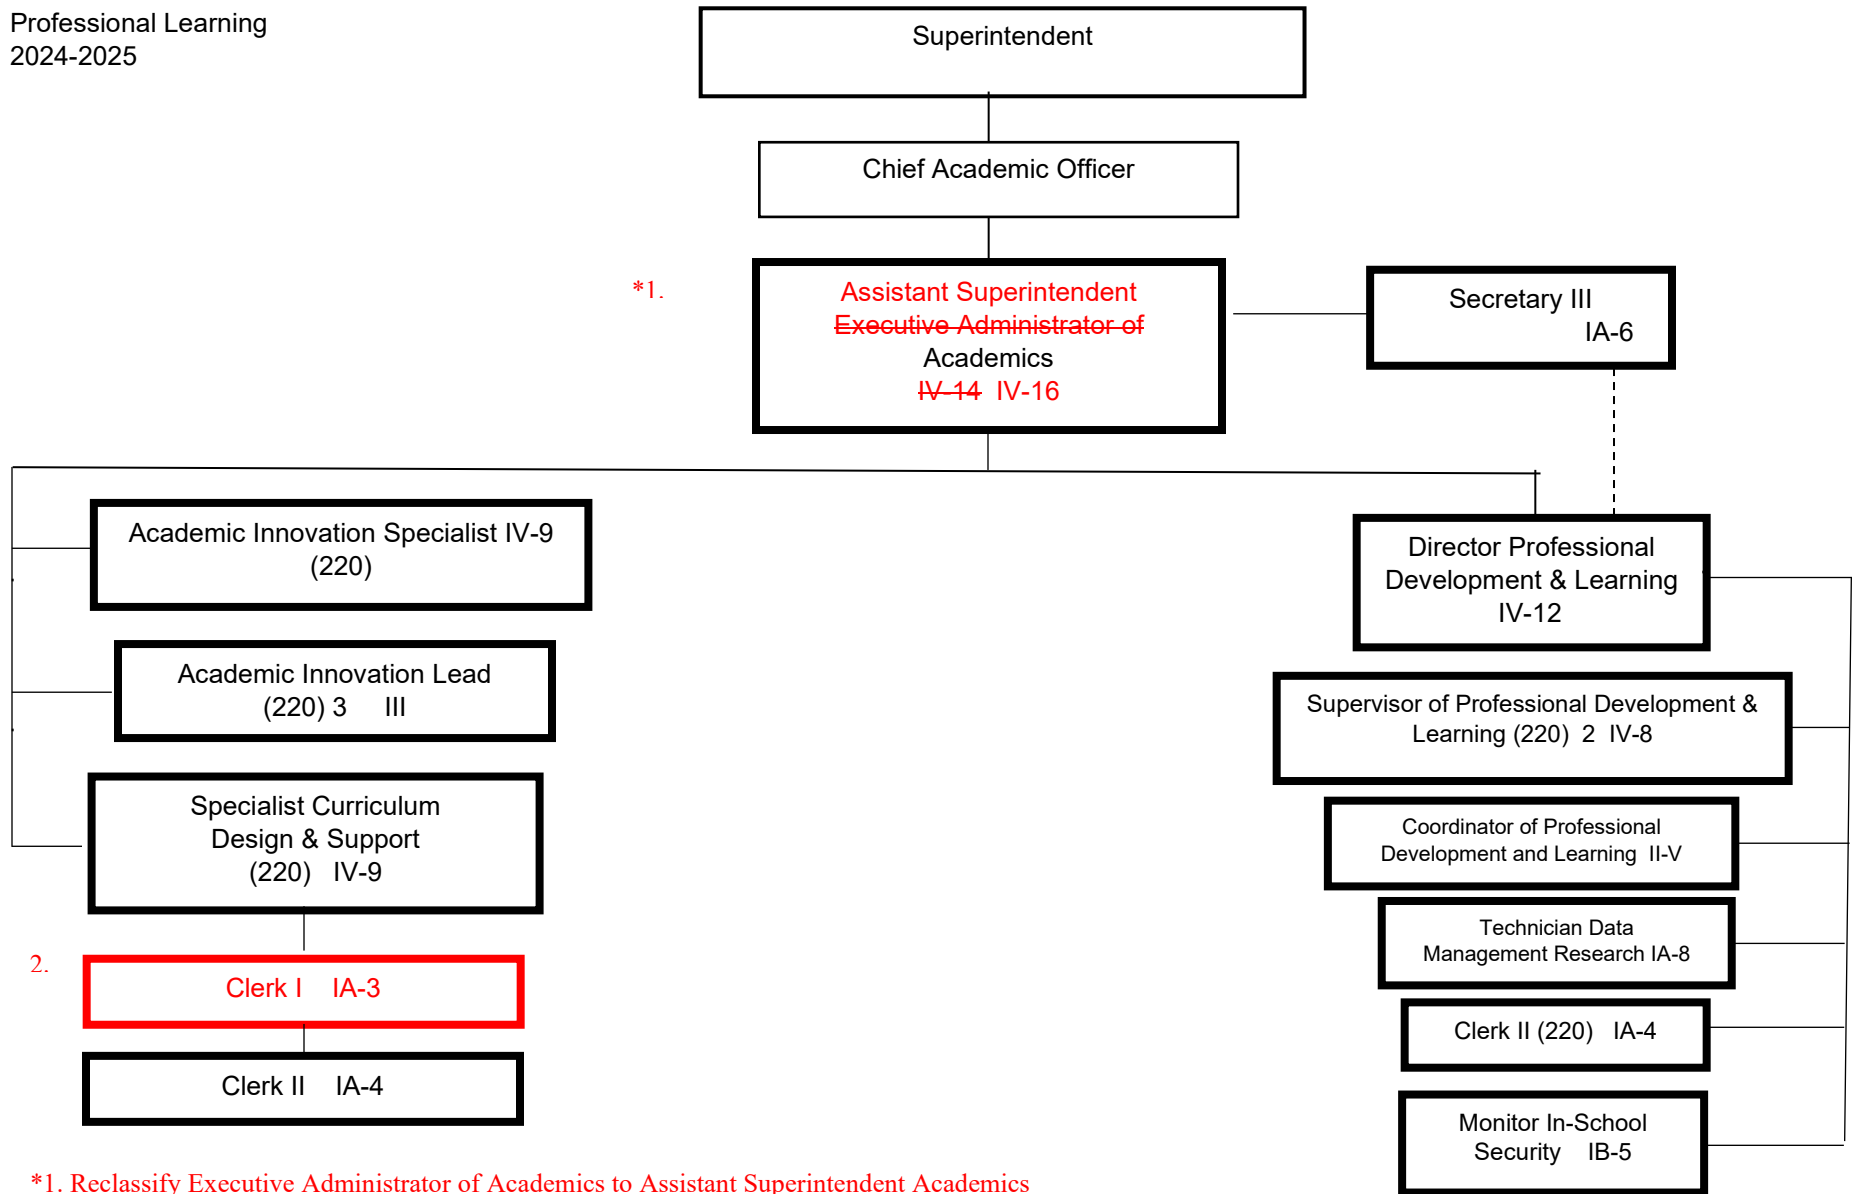 Professional Learning
2024-2025
Superintendent
Chief Academic Officer
*1.
Assistant Superintendent
Executive Administrator of
Academics
IV-14 IV-16
Secretary III
IA-6
Academic Innovation Specialist IV-9
(220)
Academic Innovation Lead
(220) 3 III
Specialist Curriculum
Design & Support
(220) IV-9
2.
Clerk I IA-3
Clerk II IA-4
Director Professional
Development & Learning
IV-12
Supervisor of Professional Development &
Learning (220) 2 IV-8
Coordinator of Professional
Development and Learning II-V
Technician Data
Management Research IA-8
Clerk II (220) IA-4
Monitor In-School
Security IB-5
*1. Reclassify Executive Administrator of Academics to Assistant Superintendent Academics